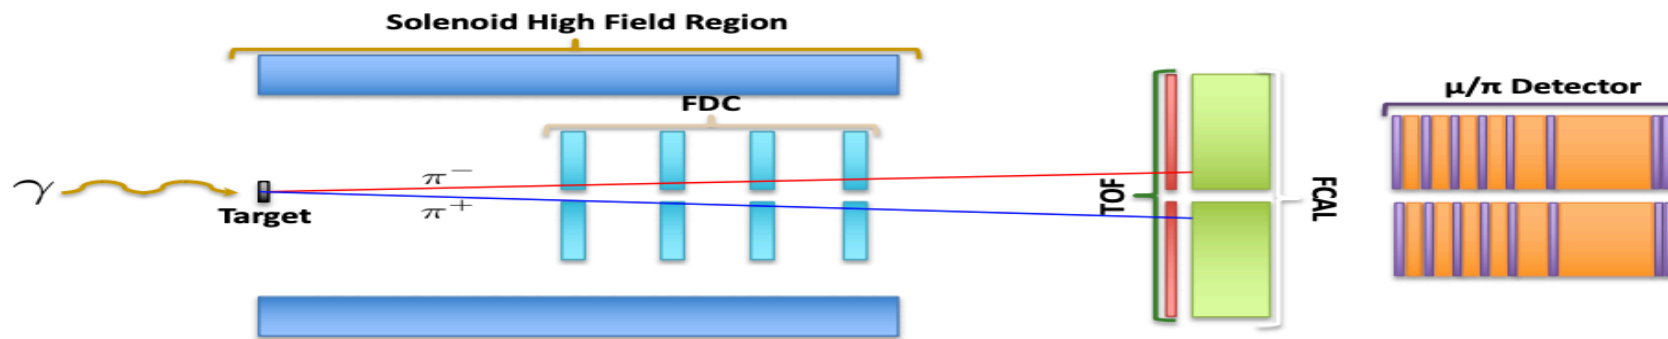 Solenoid High Field Region
FDC
μ/π Detector
γ
π⁻
π⁺
Target
TOF
FCAL